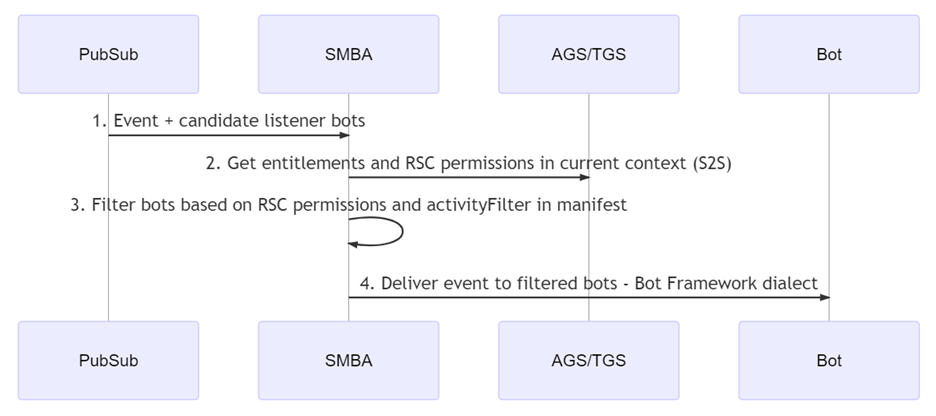 PubSub
SMBA
AGS/TGS
Bot
1. Event + candidate listener bots
2. Get entitlements and RSC permissions in current context (S2S)
3. Filter bots based on RSC permissions and activityFilter in manifest
4. Deliver event to filtered bots - Bot Framework dialect
PubSub
SMBA
AGS/TGS
Bot